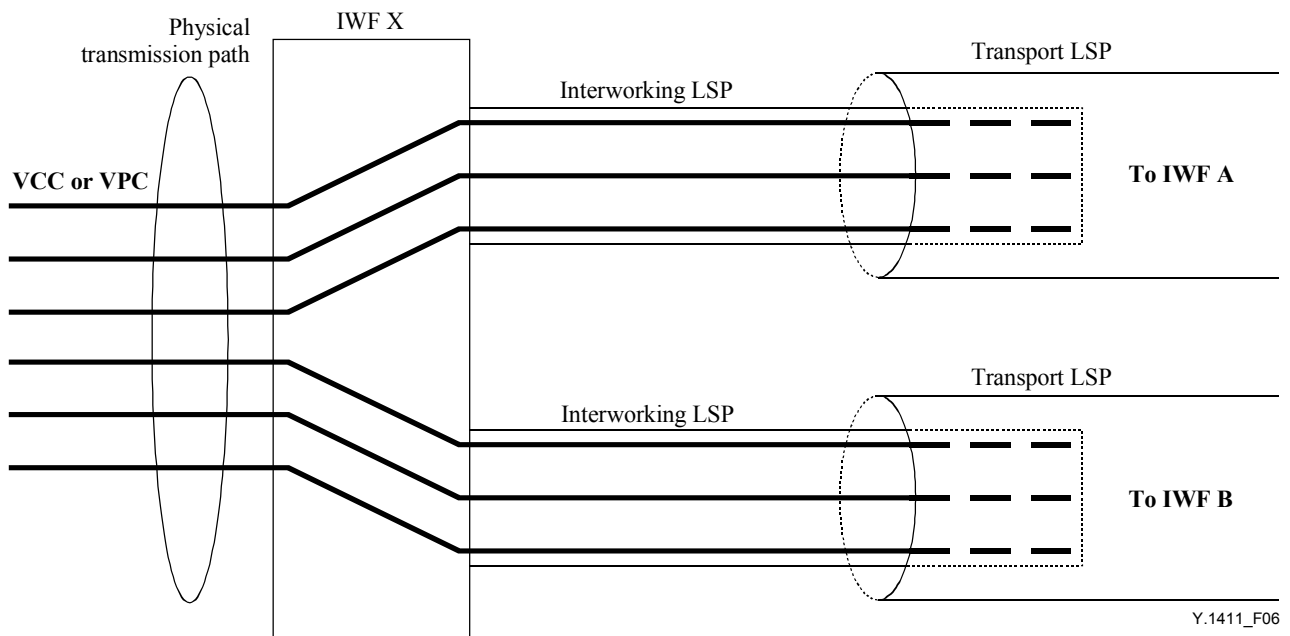 Physical
transmission path
IWF X
Transport LSP
Interworking LSP
VCC or VPC
To IWF A
Transport LSP
Interworking LSP
To IWF B
Y.1411_F06